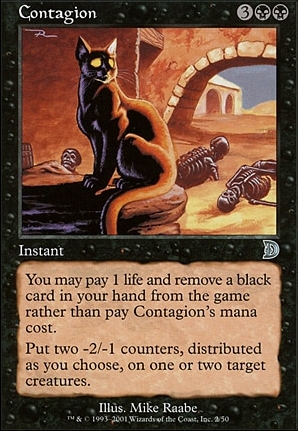 Contagion 3
Instant
You may pay 1 life and remove a black
card in your hand from the game
rather than pay Contagion's mana
cost.
Put two -2/-1 counters, distributed
as you choose, on one or two target
creatures.
Illus. Mike Raabe
™ & © 1993-2001 Wizards of the Coast, Inc. 2/50